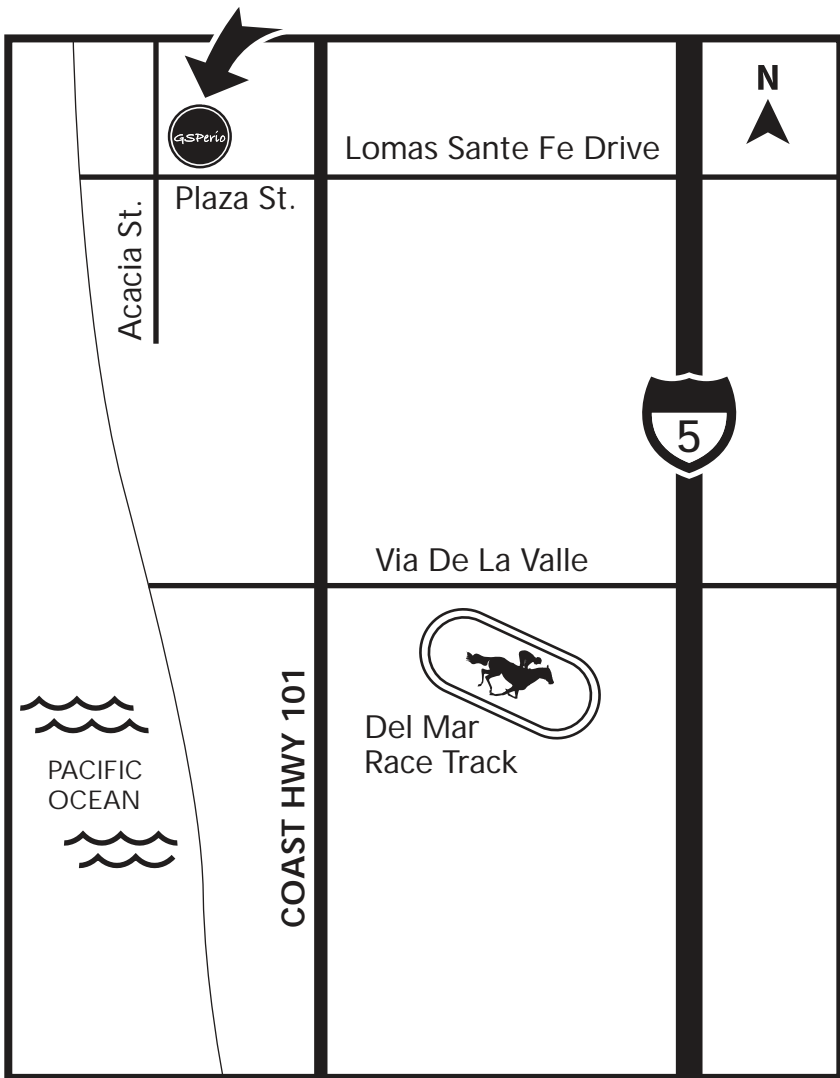 N
GSPerio
Lomas Sante Fe Drive
Plaza St.
Acacia St.
5
Via De La Valle
COAST HWY 101
Del Mar
Race Track
PACIFIC
OCEAN